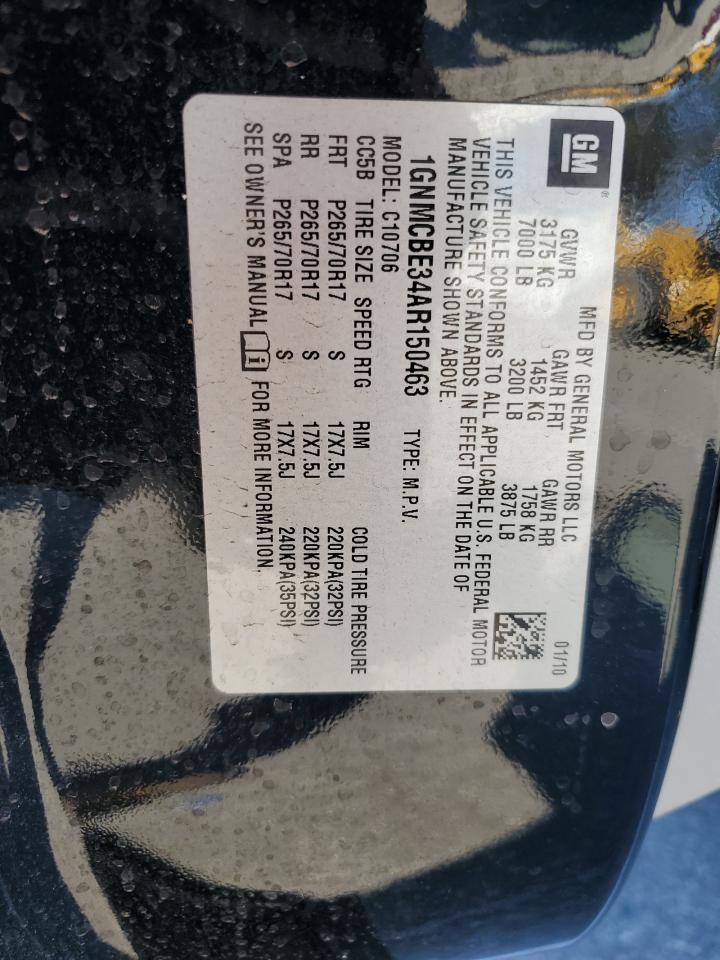 GM ®
MFD BY GENERAL MOTORS LLC 01/10
GVWR GAWR FRT GAWR RR
3175 KG 1452 KG 1758 KG
7000 LB 3200 LB 3875 LB
THIS VEHICLE CONFORMS TO ALL APPLICABLE U.S. FEDERAL MOTOR
VEHICLE SAFETY STANDARDS IN EFFECT ON THE DATE OF
MANUFACTURE SHOWN ABOVE.
1GNMCBE34AR150463 TYPE: M.P.V.
MODEL: C10706
CC5B TIRE SIZE SPEED RTG RIM COLD TIRE PRESSURE
FRT P265/70R17 S 17X7.5J 220KPA(32PSI)
RR P265/70R17 S 17X7.5J 220KPA(32PSI)
SPA P265/70R17 S 17X7.5J 240KPA(35PSI)
SEE OWNER'S MANUAL i FOR MORE INFORMATION.